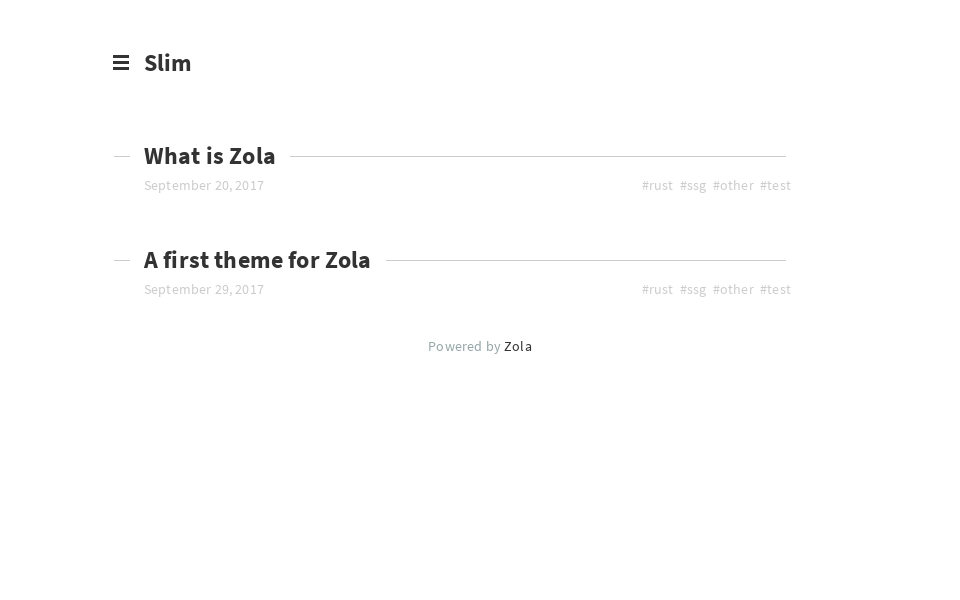 Slim
What is Zola
September 20, 2017 #rust #ssg #other #test
A first theme for Zola
September 29, 2017 #rust #ssg #other #test
Powered by Zola